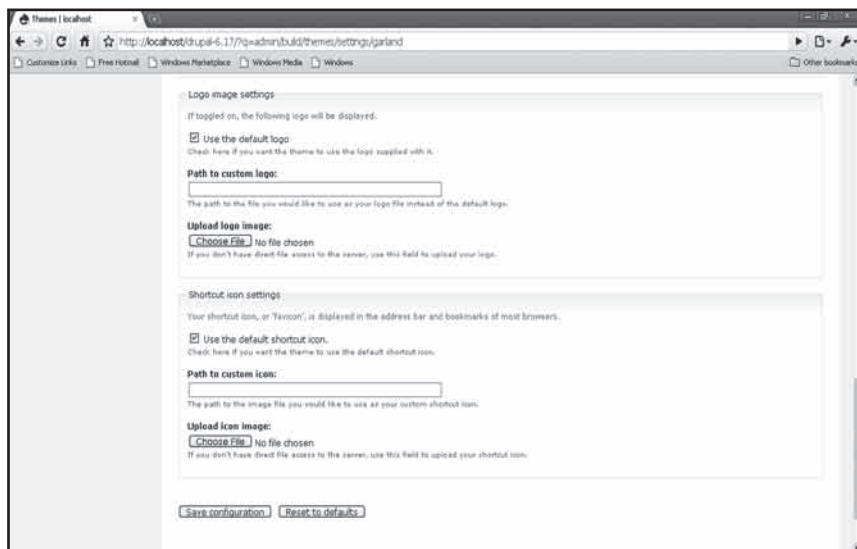 Themes | localhost
http://localhost/drupal-6.17/?q=admin/build/themes/settings/garland
Customize Links Free Hotmail Windows Marketplace Windows Media Windows Other bookmarks
Logo image settings
If toggled on, the following logo will be displayed.
Use the default logo
Check here if you want the theme to use the logo supplied with it.
Path to custom logo:
The path to the file you would like to use as your logo file instead of the default logo.
Upload logo image:
Choose File No file chosen
If you don't have direct file access to the server, use this field to upload your logo.
Shortcut icon settings
Your shortcut icon, or 'favicon', is displayed in the address bar and bookmarks of most browsers.
Use the default shortcut icon.
Check here if you want the theme to use the default shortcut icon.
Path to custom icon:
The path to the image file you would like to use as your custom shortcut icon.
Upload icon image:
Choose File No file chosen
If you don't have direct file access to the server, use this field to upload your shortcut icon.
Save configuration Reset to defaults